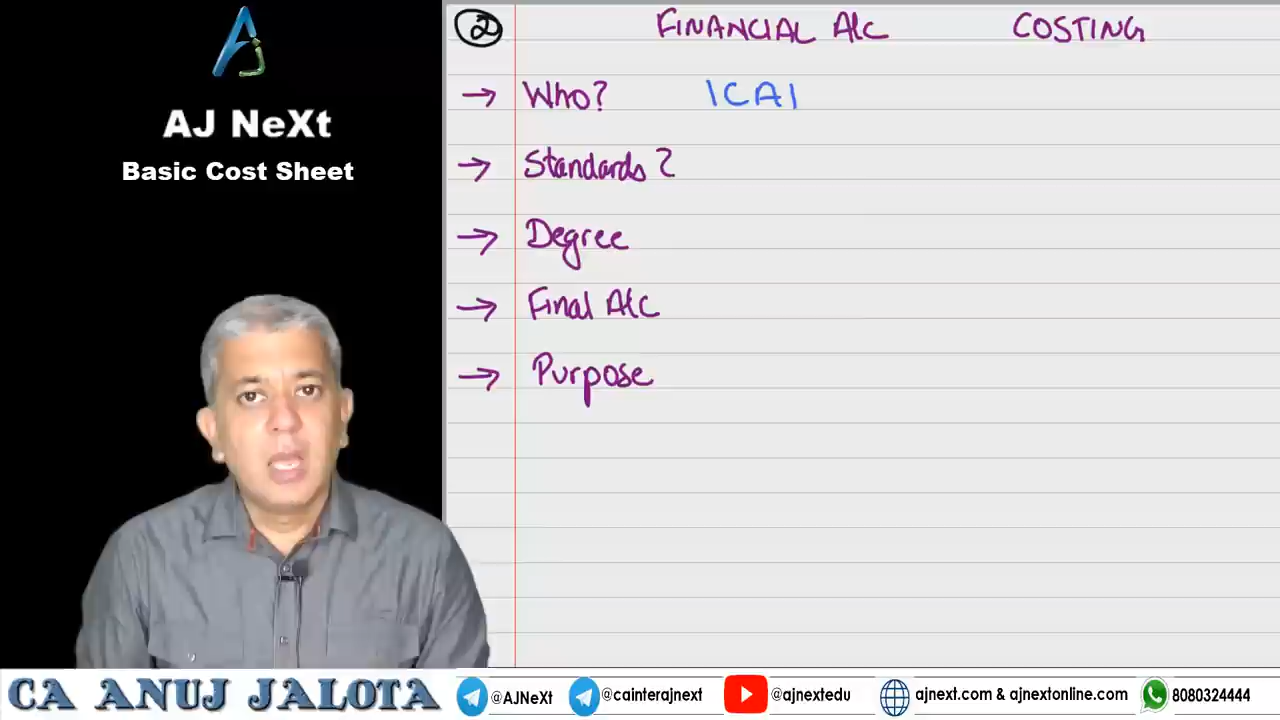 AJ NeXt
Basic Cost Sheet
2 FINANCIAL A/c COSTING
→ Who? ICAI
→ Standards ?
→ Degree
→ Final A/c
→ Purpose
CA ANUJ JALOTA @AJNeXt @cainterajnext @ajnextedu ajnext.com & ajnextonline.com 8080324444